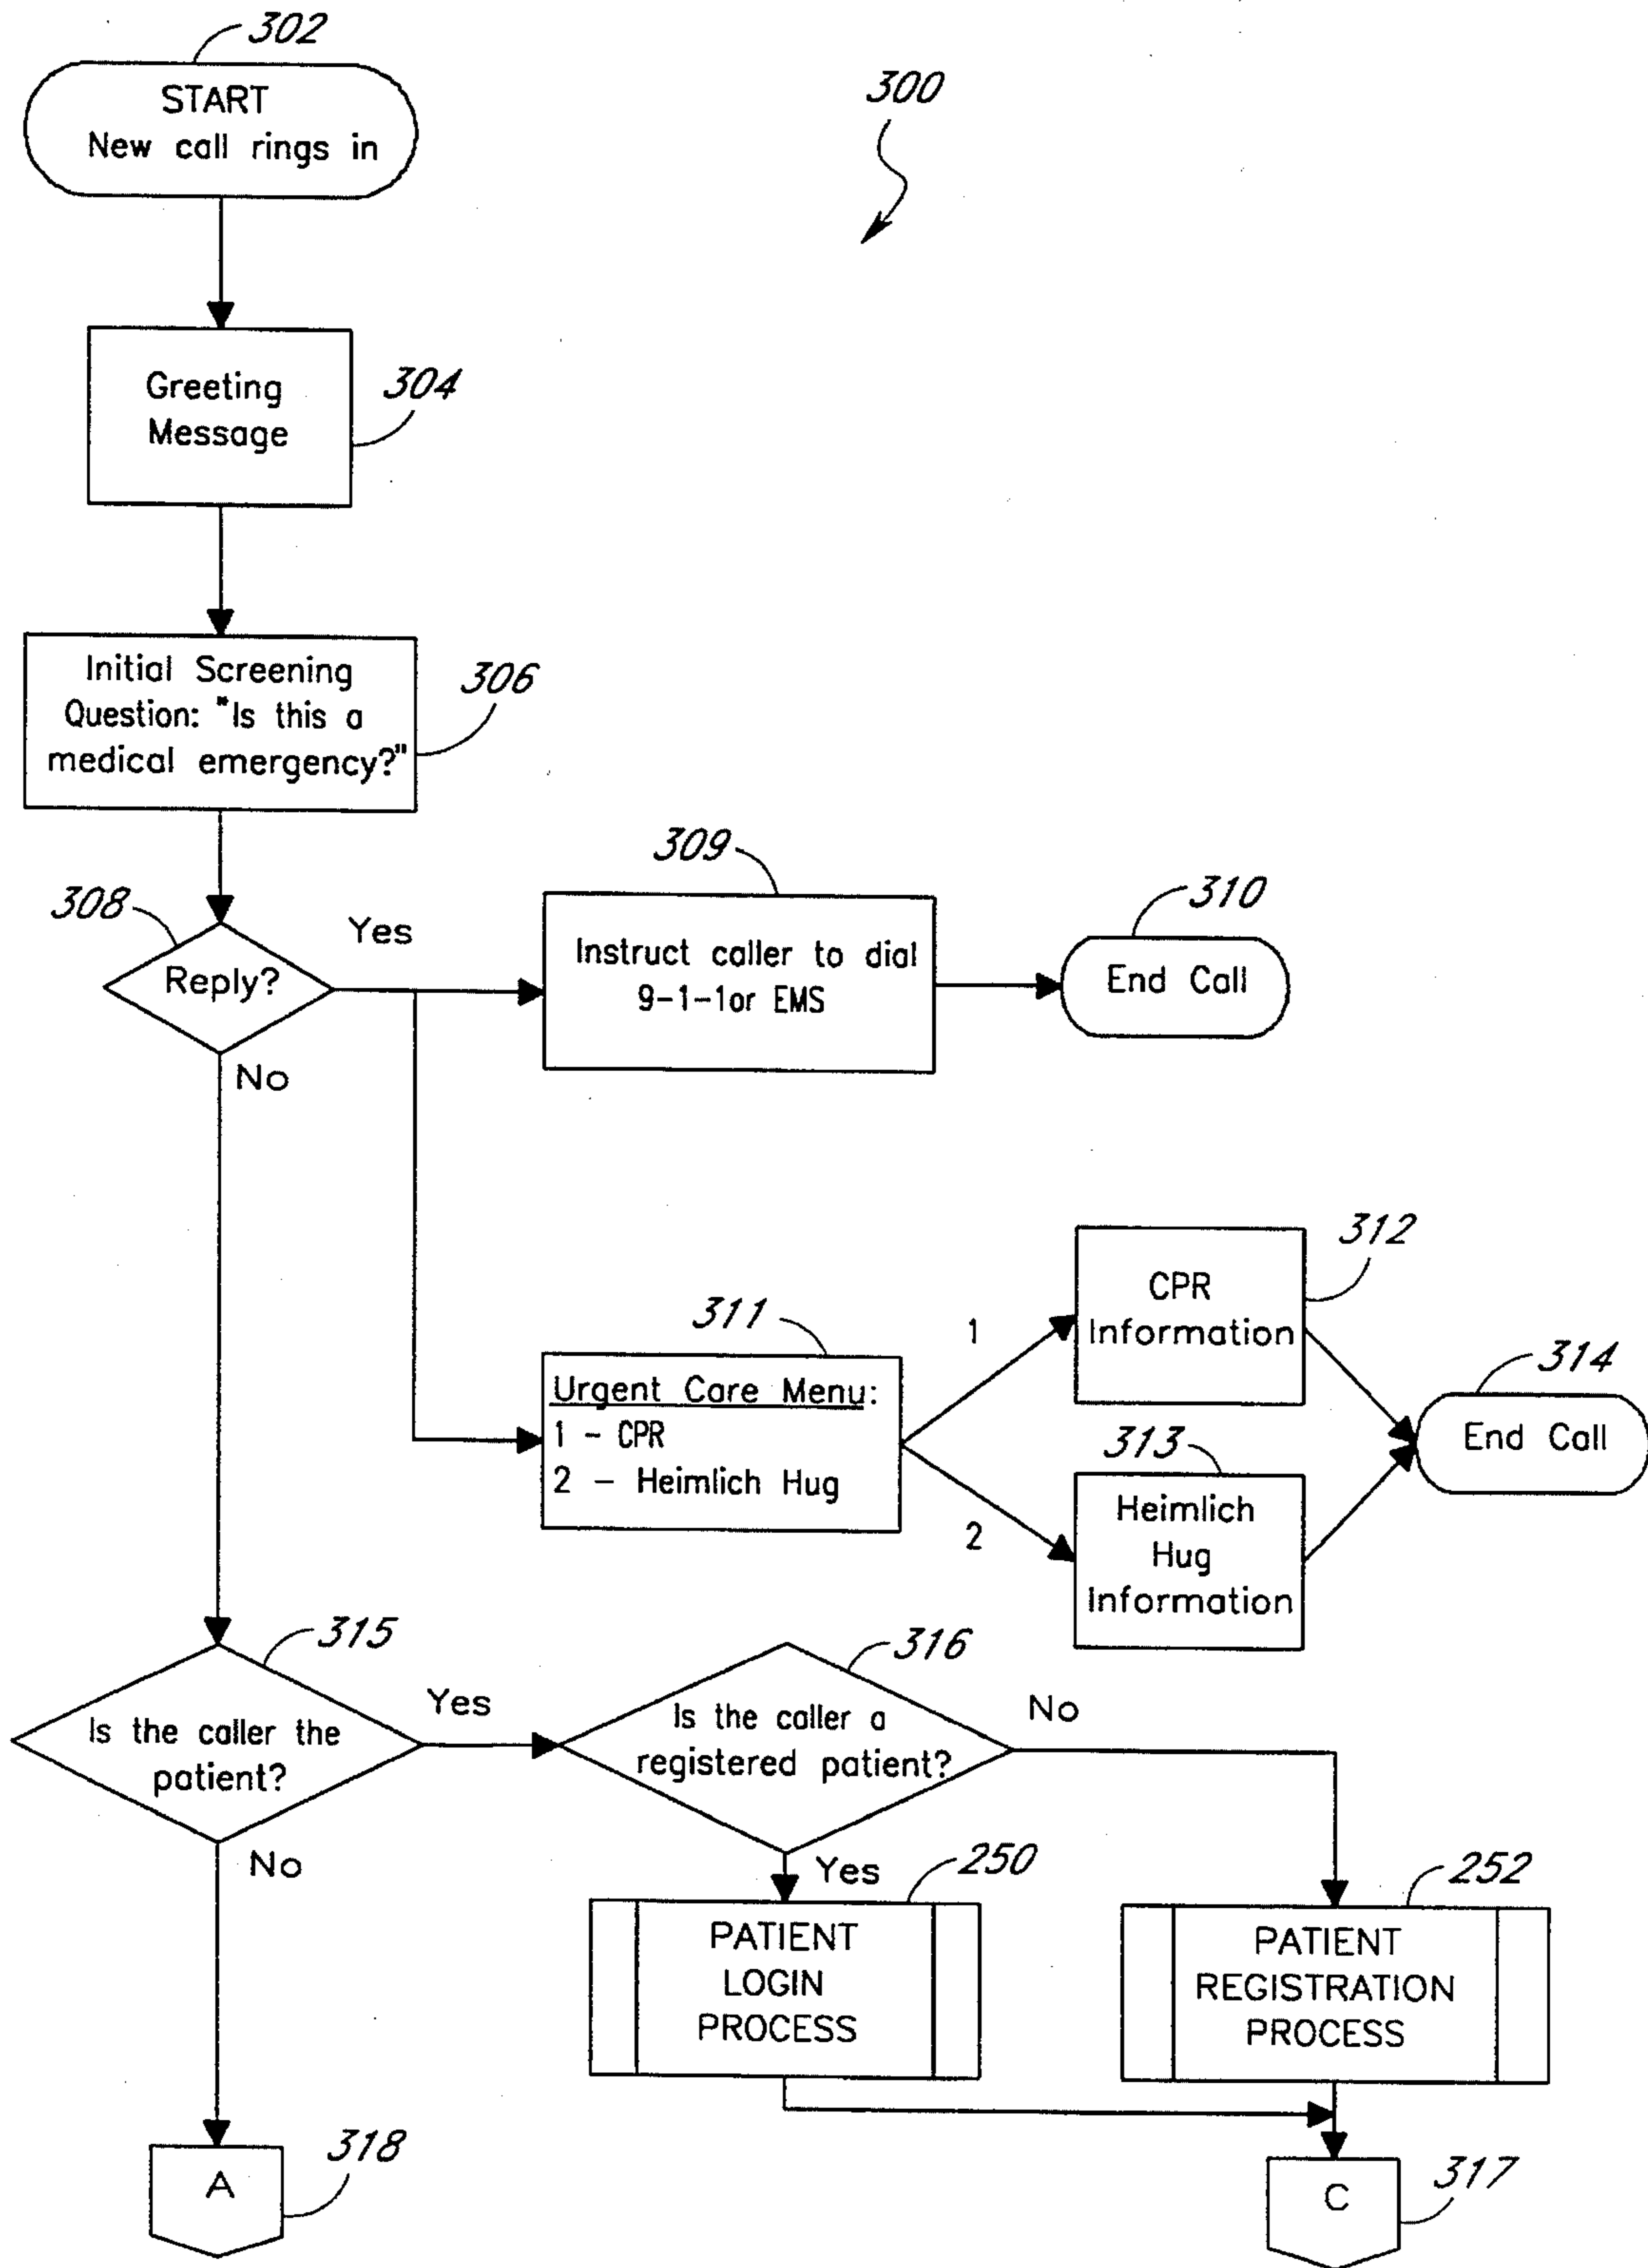 302
START
New call rings in
300
Greeting
Message
304
Initial Screening
Question: "Is this a
medical emergency?"
306
308
Reply?
Yes
No
309
Instruct caller to dial
9-1-1or EMS
310
End Call
311
Urgent Care Menu:
1 - CPR
2 - Heimlich Hug
1
2
312
CPR
Information
313
Heimlich
Hug
Information
314
End Call
315
Is the caller the
patient?
Yes
No
316
Is the caller a
registered patient?
No
Yes
250
PATIENT
LOGIN
PROCESS
252
PATIENT
REGISTRATION
PROCESS
A
318
C
317